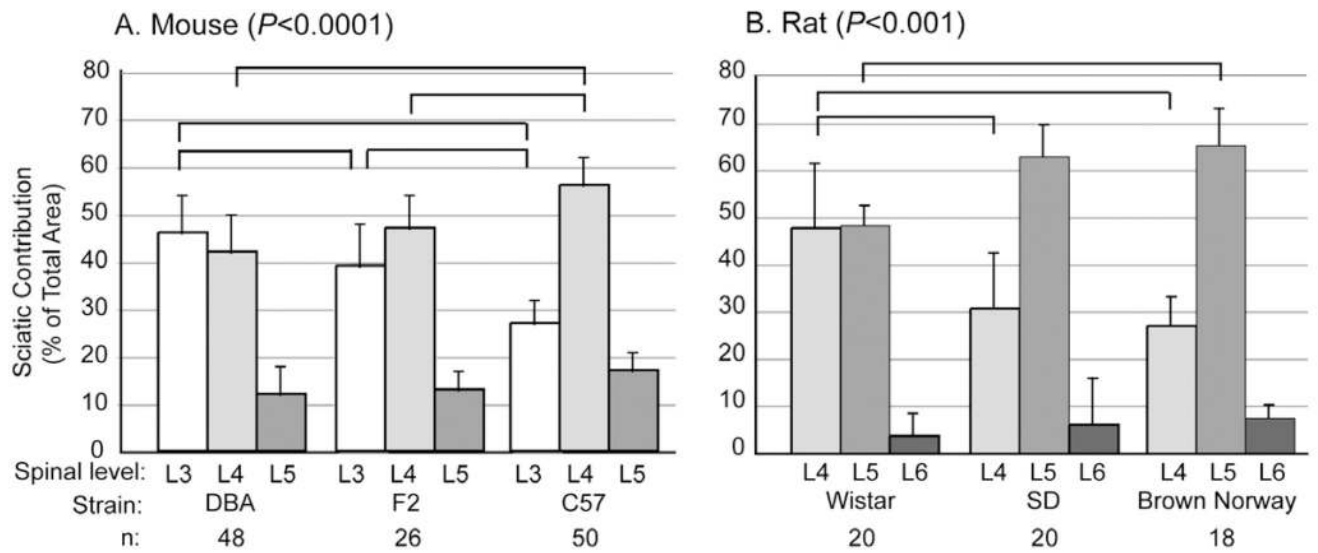 A. Mouse (P<0.0001)
80
70
60
50
40
30
20
10
0
Sciatic Contribution
(% of Total Area)
Spinal level: L3 L4 L5 L3 L4 L5 L3 L4 L5
Strain: DBA F2 C57
n: 48 26 50
B. Rat (P<0.001)
80
70
60
50
40
30
20
10
0
L4 L5 L6 L4 L5 L6 L4 L5 L6
Wistar SD Brown Norway
20 20 18